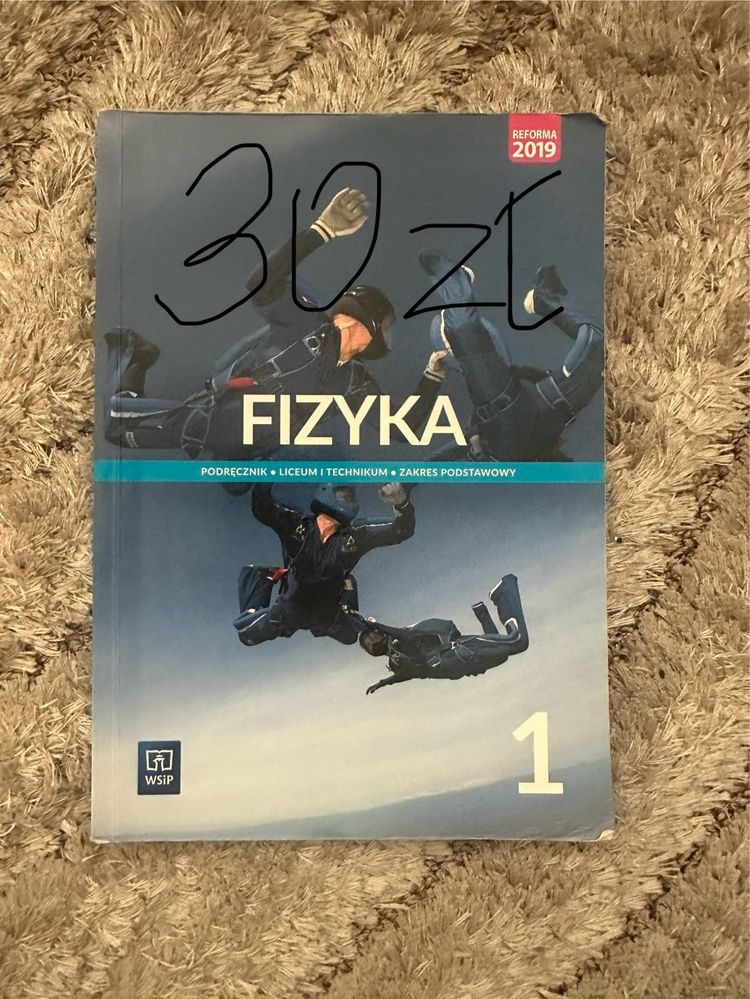 REFORMA
2019
30 zł
FIZYKA
PODRĘCZNIK • LICEUM I TECHNIKUM • ZAKRES PODSTAWOWY
1
WSiP